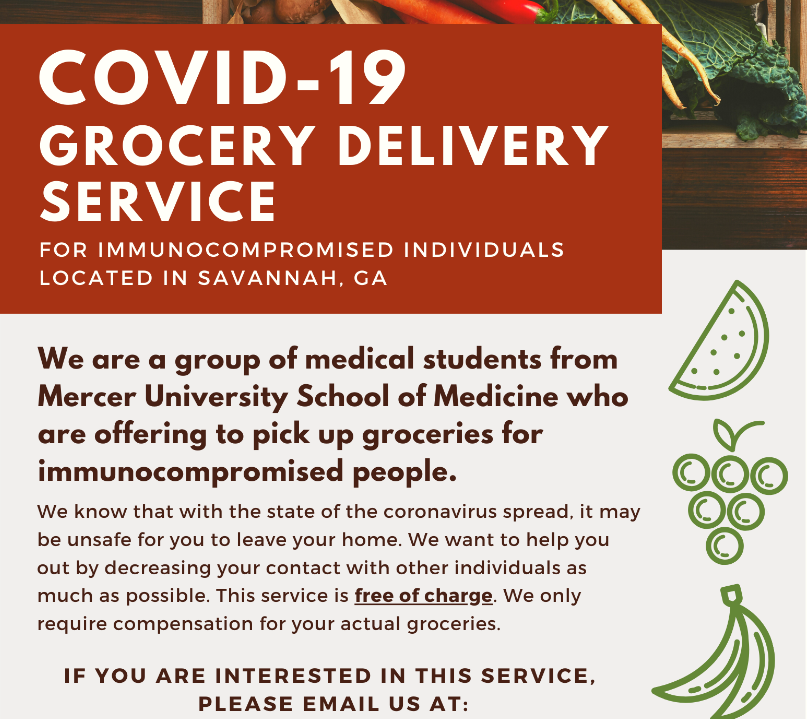 COVID-19
GROCERY DELIVERY
SERVICE
FOR IMMUNOCOMPROMISED INDIVIDUALS
LOCATED IN SAVANNAH, GA
We are a group of medical students from
Mercer University School of Medicine who
are offering to pick up groceries for
immunocompromised people.
We know that with the state of the coronavirus spread, it may
be unsafe for you to leave your home. We want to help you
out by decreasing your contact with other individuals as
much as possible. This service is free of charge. We only
require compensation for your actual groceries.
IF YOU ARE INTERESTED IN THIS SERVICE,
PLEASE EMAIL US AT: